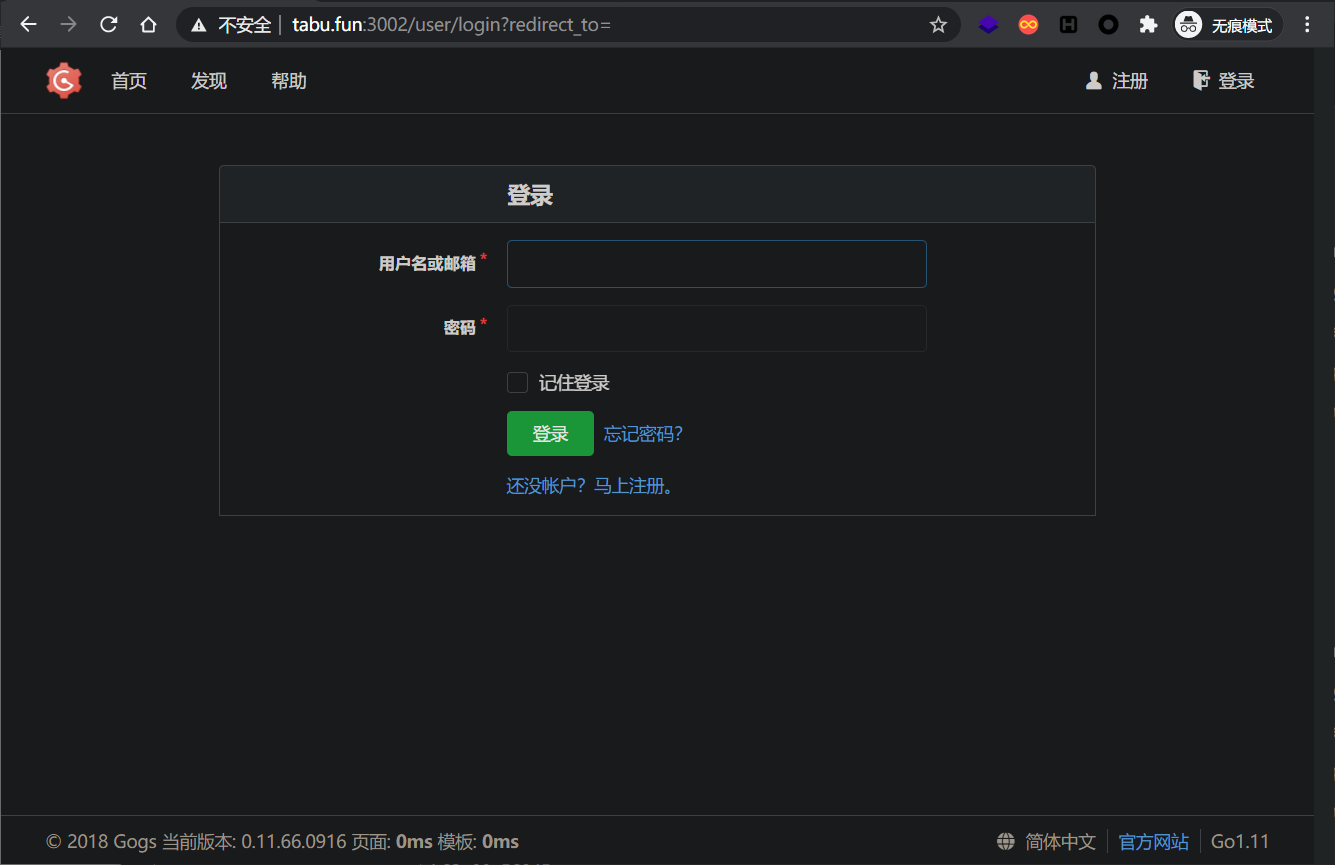 不安全 | tabu.fun:3002/user/login?redirect_to= 无痕模式
首页 发现 帮助 注册 登录
登录
用户名或邮箱 *
密码 *
记住登录
登录 忘记密码?
还没帐户? 马上注册。
© 2018 Gogs 当前版本: 0.11.66.0916 页面: 0ms 模板: 0ms 简体中文 官方网站 Go1.11